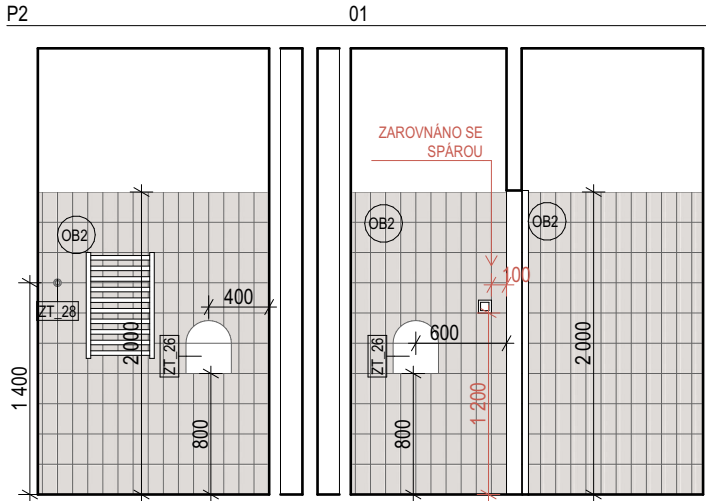 P2
01
ZAROVNÁNO SE
SPÁROU
OB2
OB2
OB2
100
ZT_28
400
600
2 000
ZT_26
ZT_26
2 000
1 400
1 200
800
800